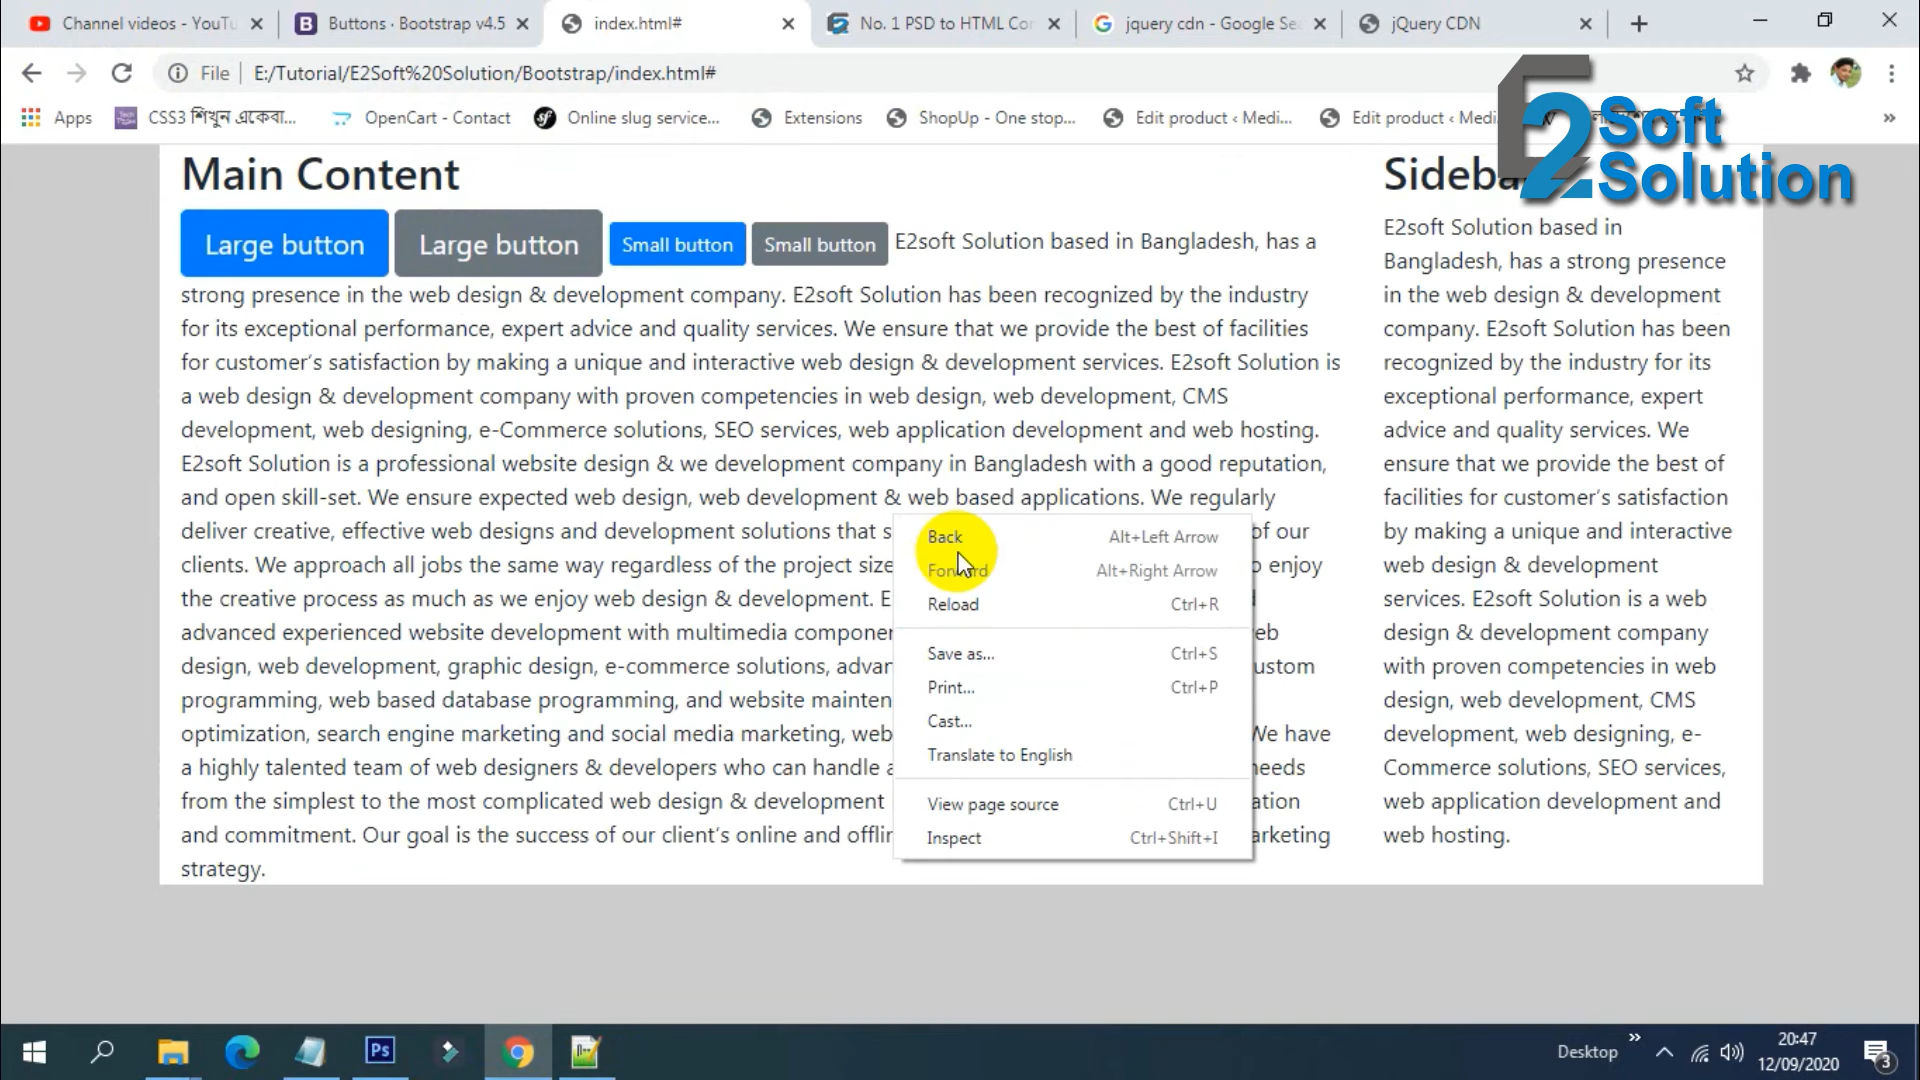 Channel videos - YouTu
Buttons · Bootstrap v4.5
index.html#
No. 1 PSD to HTML Con
jquery cdn - Google Sea
jQuery CDN
File
E:/Tutorial/E2Soft%20Solution/Bootstrap/index.html#
Apps
CSS3 শিখুন একেবা...
OpenCart - Contact
Online slug service...
Extensions
ShopUp - One stop...
Edit product ‹ Medi...
Edit product ‹ Medi
E2 Soft Solution
Main Content
Large button
Large button
Small button
Small button
E2soft Solution based in Bangladesh, has a
strong presence in the web design & development company. E2soft Solution has been recognized by the industry
for its exceptional performance, expert advice and quality services. We ensure that we provide the best of facilities
for customer's satisfaction by making a unique and interactive web design & development services. E2soft Solution is
a web design & development company with proven competencies in web design, web development, CMS
development, web designing, e-Commerce solutions, SEO services, web application development and web hosting.
E2soft Solution is a professional website design & we development company in Bangladesh with a good reputation,
and open skill-set. We ensure expected web design, web development & web based applications. We regularly
deliver creative, effective web designs and development solutions that s of our
clients. We approach all jobs the same way regardless of the project size enjoy
the creative process as much as we enjoy web design & development. E
advanced experienced website development with multimedia componen eb
design, web development, graphic design, e-commerce solutions, advan ustom
programming, web based database programming, and website mainten
optimization, search engine marketing and social media marketing, web We have
a highly talented team of web designers & developers who can handle a needs
from the simplest to the most complicated web design & development ation
and commitment. Our goal is the success of our client's online and offlin arketing
strategy.
Back Alt+Left Arrow
Forward Alt+Right Arrow
Reload Ctrl+R
Save as... Ctrl+S
Print... Ctrl+P
Cast...
Translate to English
View page source Ctrl+U
Inspect Ctrl+Shift+I
Sideba
E2soft Solution based in
Bangladesh, has a strong presence
in the web design & development
company. E2soft Solution has been
recognized by the industry for its
exceptional performance, expert
advice and quality services. We
ensure that we provide the best of
facilities for customer's satisfaction
by making a unique and interactive
web design & development
services. E2soft Solution is a web
design & development company
with proven competencies in web
design, web development, CMS
development, web designing, e-
Commerce solutions, SEO services,
web application development and
web hosting.
Ps
Desktop
20:47
12/09/2020
3